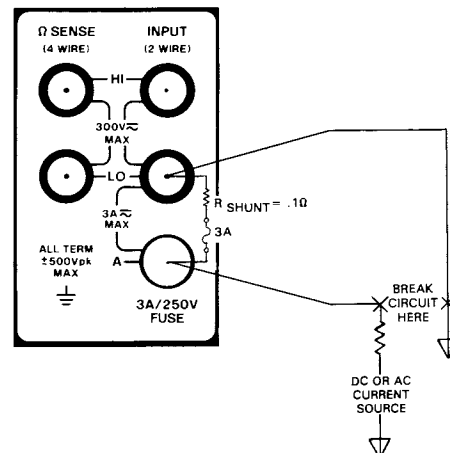 Ω SENSE
(4 WIRE)
INPUT
(2 WIRE)
HI
300V⎓
MAX
LO
R SHUNT = .1Ω
3A⎓
MAX
3A
ALL TERM
±500Vpk
MAX
A
3A/250V
FUSE
BREAK
CIRCUIT
HERE
DC OR AC
CURRENT
SOURCE